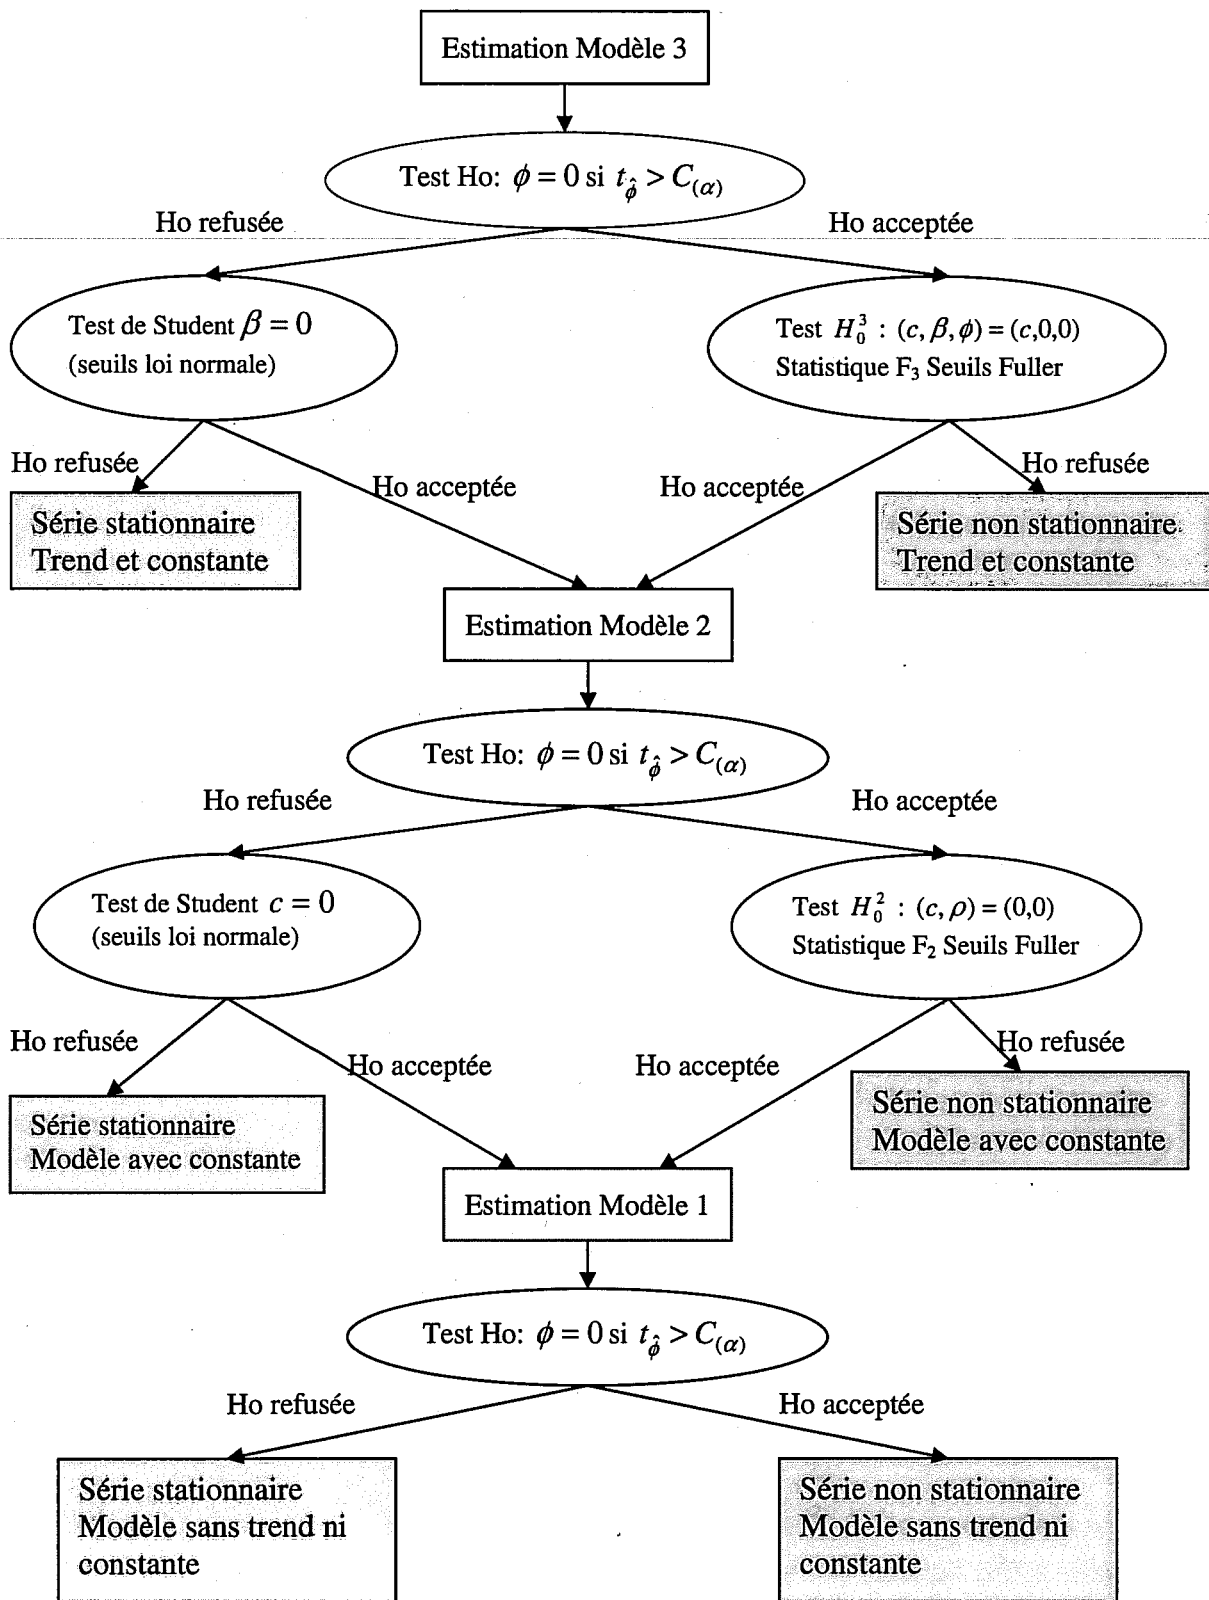 Estimation Modèle 3
Test Ho: ϕ = 0 si t_ϕ̂ > C_(α)
Ho refusée
Ho acceptée
Test de Student β = 0
(seuils loi normale)
Test H₀³ : (c, β, ϕ) = (c,0,0)
Statistique F₃ Seuils Fuller
Ho refusée
Ho acceptée
Ho acceptée
Ho refusée
Série stationnaire
Trend et constante
Série non stationnaire
Trend et constante
Estimation Modèle 2
Test Ho: ϕ = 0 si t_ϕ̂ > C_(α)
Ho refusée
Ho acceptée
Test de Student c = 0
(seuils loi normale)
Test H₀² : (c, ρ) = (0,0)
Statistique F₂ Seuils Fuller
Ho refusée
Ho acceptée
Ho acceptée
Ho refusée
Série stationnaire
Modèle avec constante
Série non stationnaire
Modèle avec constante
Estimation Modèle 1
Test Ho: ϕ = 0 si t_ϕ̂ > C_(α)
Ho refusée
Ho acceptée
Série stationnaire
Modèle sans trend ni
constante
Série non stationnaire
Modèle sans trend ni
constante